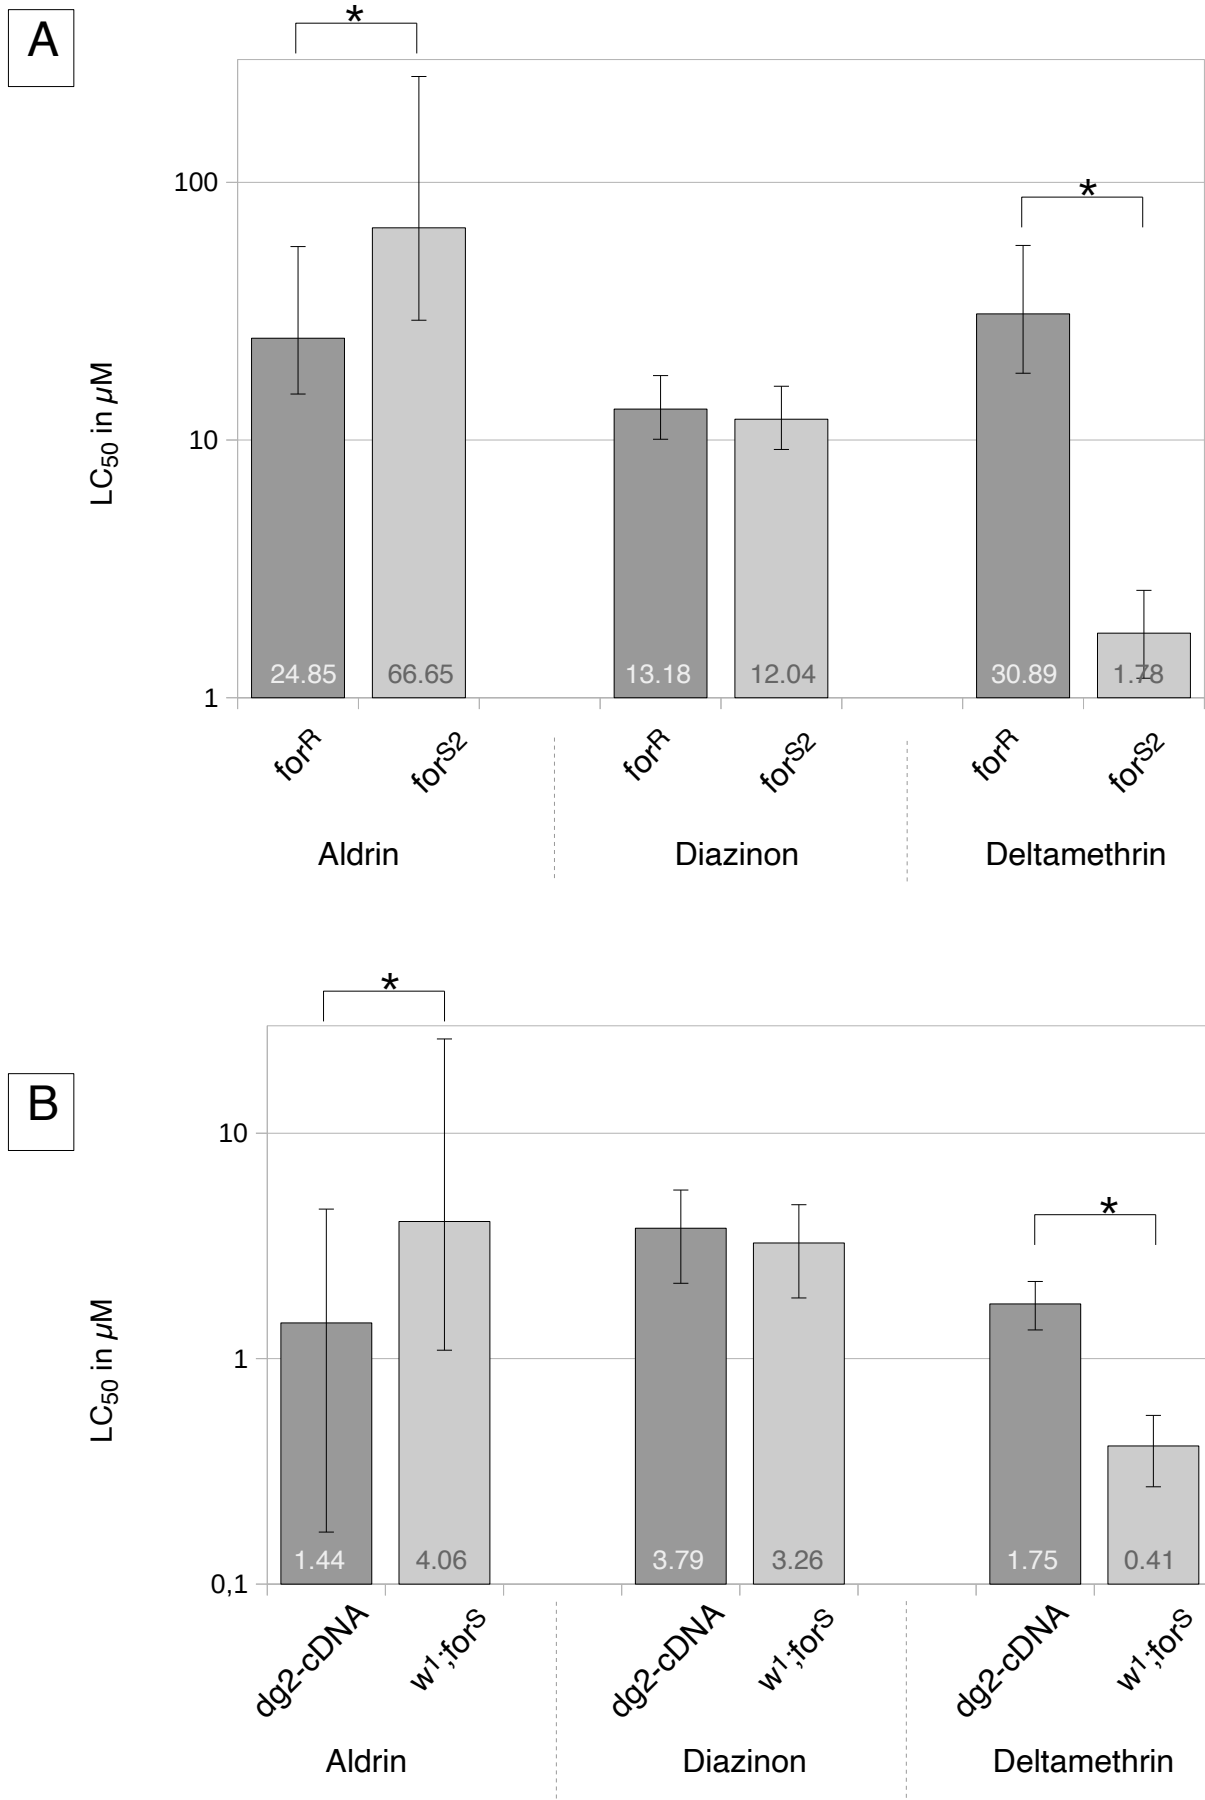 A
*
100
*
10
LC50 in µM
24.85 66.65 13.18 12.04 30.89 1.78
1
forR forS2 forR forS2 forR forS2
Aldrin Diazinon Deltamethrin
*
B
10
*
1
LC50 in µM
1.44 4.06 3.79 3.26 1.75 0.41
0,1
dg2-cDNA w1;forS dg2-cDNA w1;forS dg2-cDNA w1;forS
Aldrin Diazinon Deltamethrin